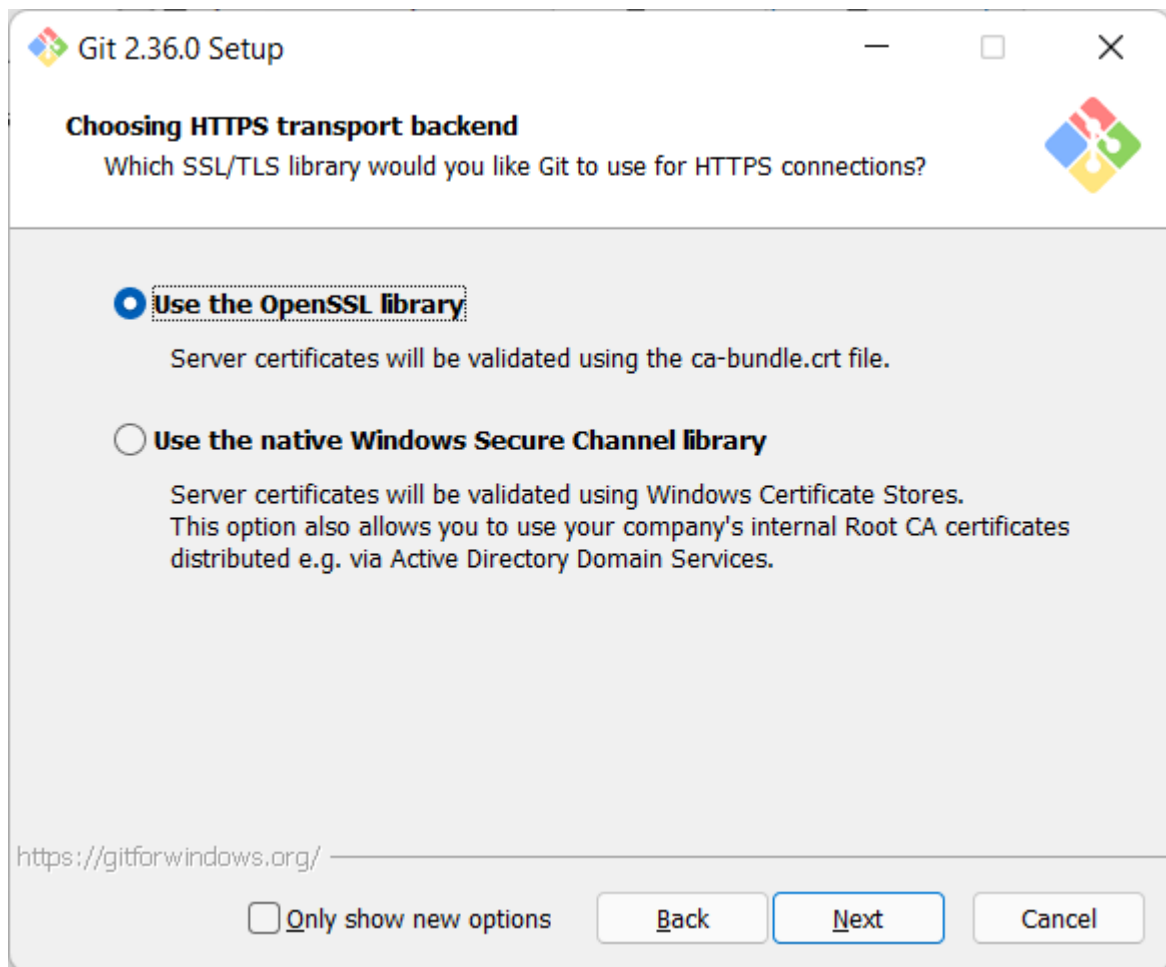 Git 2.36.0 Setup
Choosing HTTPS transport backend
Which SSL/TLS library would you like Git to use for HTTPS connections?
Use the OpenSSL library
Server certificates will be validated using the ca-bundle.crt file.
Use the native Windows Secure Channel library
Server certificates will be validated using Windows Certificate Stores.
This option also allows you to use your company's internal Root CA certificates
distributed e.g. via Active Directory Domain Services.
https://gitforwindows.org/
Only show new options Back Next Cancel